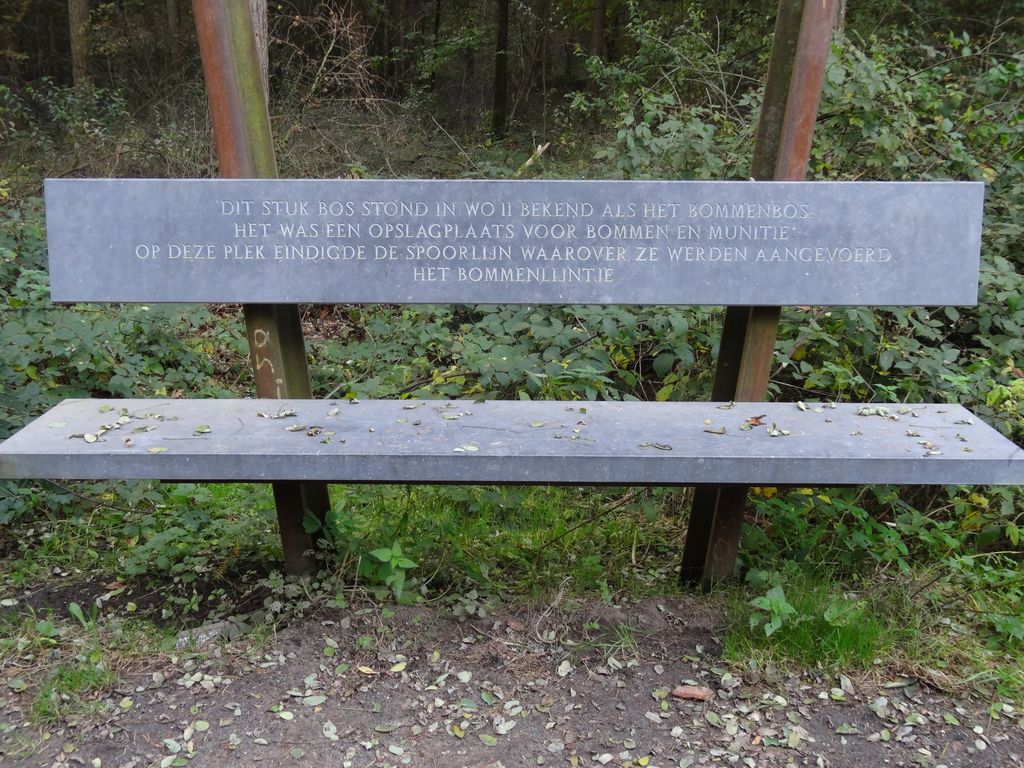 "DIT STUK BOS STOND IN WO II BEKEND ALS HET BOMMENBOS.
HET WAS EEN OPSLAGPLAATS VOOR BOMMEN EN MUNITIE."
OP DEZE PLEK EINDIGDE DE SPOORLIJN WAAROVER ZE WERDEN AANGEVOERD.
HET BOMMENLIJNTJE